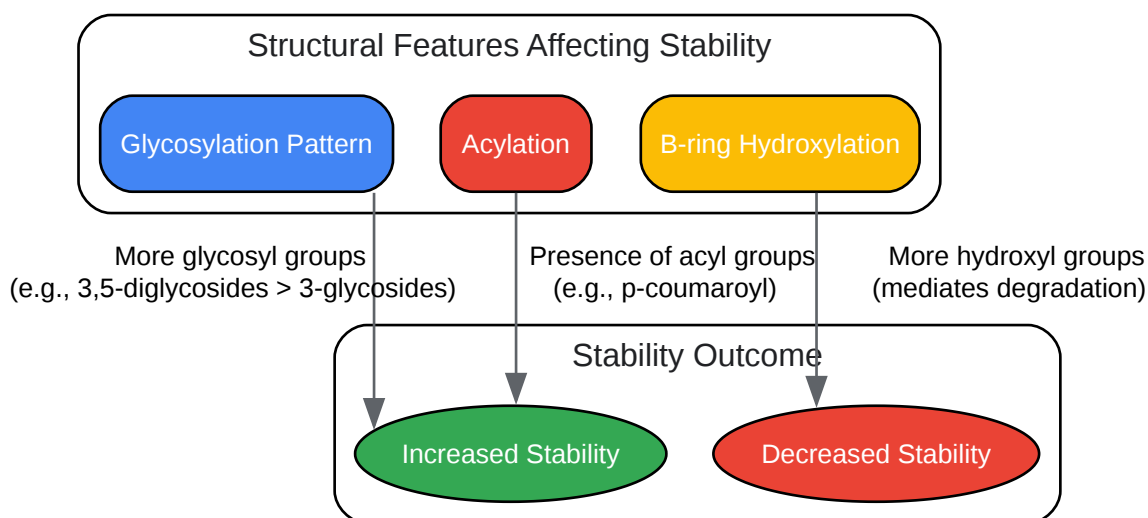 Structural Features Affecting Stability
Glycosylation Pattern
Acylation
B-ring Hydroxylation
More glycosyl groups
(e.g., 3,5-diglycosides > 3-glycosides)
Presence of acyl groups
(e.g., p-coumaroyl)
More hydroxyl groups
(mediates degradation)
Stability Outcome
Increased Stability
Decreased Stability